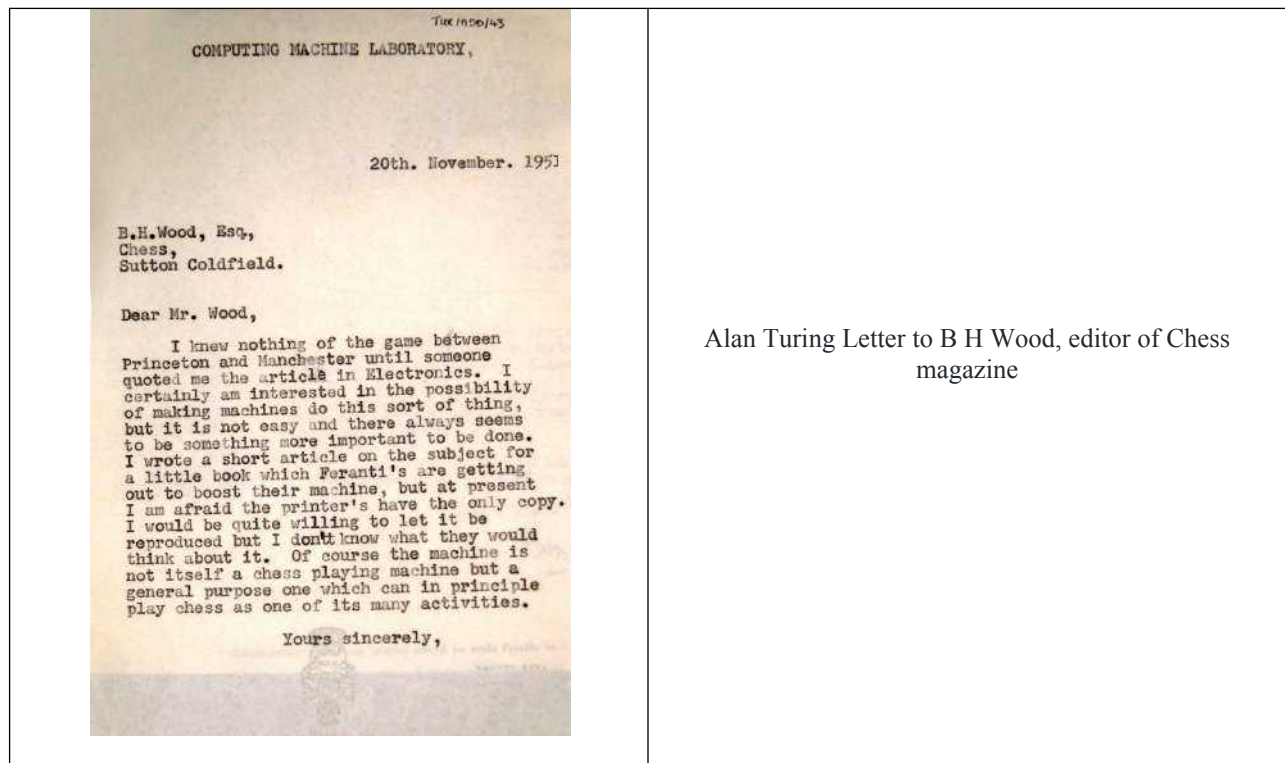 TUR/1950/43
COMPUTING MACHINE LABORATORY,
20th. November. 1951
B.H.Wood, Esq,,
Chess,
Sutton Coldfield.
Dear Mr. Wood,
I knew nothing of the game between
Princeton and Manchester until someone
quoted me the article in Electronics. I
certainly am interested in the possibility
of making machines do this sort of thing,
but it is not easy and there always seems
to be something more important to be done.
I wrote a short article on the subject for
a little book which Feranti's are getting
out to boost their machine, but at present
I am afraid the printer's have the only copy.
I would be quite willing to let it be
reproduced but I don't know what they would
think about it. Of course the machine is
not itself a chess playing machine but a
general purpose one which can in principle
play chess as one of its many activities.
Yours sincerely,
Alan Turing Letter to B H Wood, editor of Chess
magazine